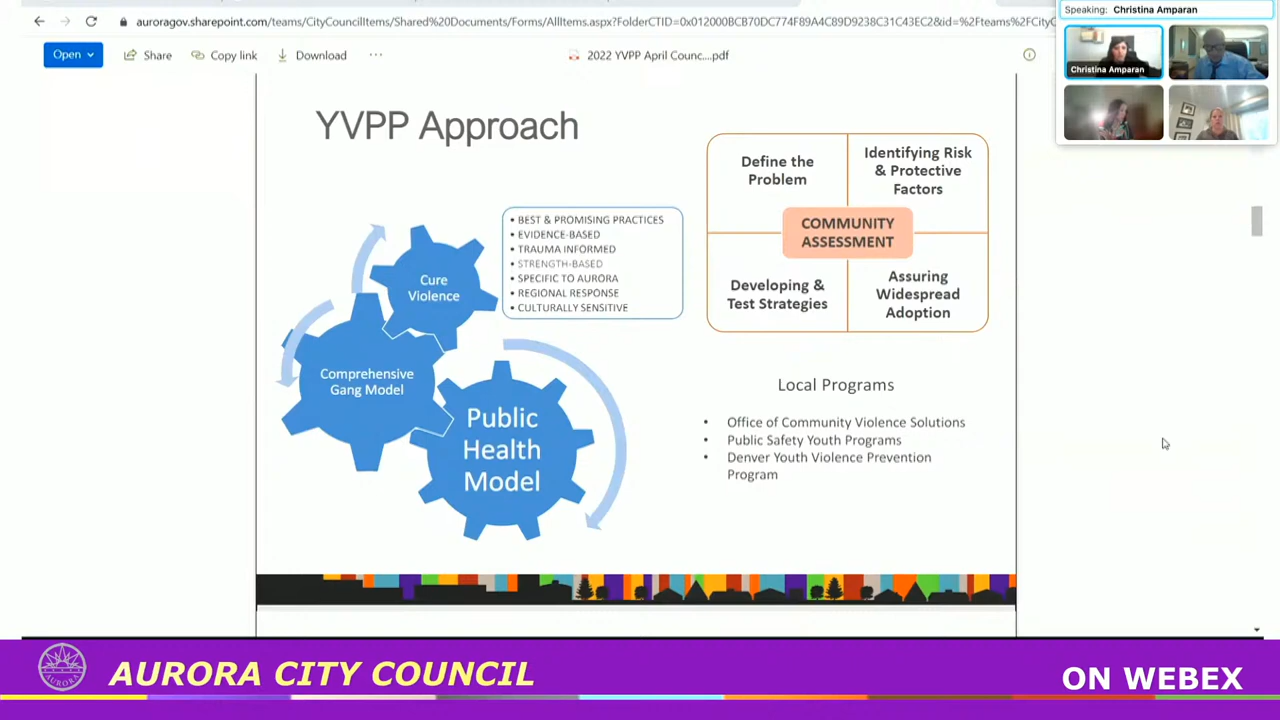 Speaking: Christina Amparan
auroragov.sharepoint.com/teams/CityCouncilItems/Shared%20Documents/Forms/AllItems.aspx?FolderCTID=0x012000BCB70DC774F89A4C89D9238C31C43EC2&id=%2Fteams%2FCityC
Open Share Copy link Download ··· 2022 YVPP April Counc....pdf
Christina Amparan
YVPP Approach
Define the
Problem
Identifying Risk
& Protective
Factors
COMMUNITY
ASSESSMENT
Developing &
Test Strategies
Assuring
Widespread
Adoption
• BEST & PROMISING PRACTICES
• EVIDENCE-BASED
• TRAUMA INFORMED
• STRENGTH-BASED
• SPECIFIC TO AURORA
• REGIONAL RESPONSE
• CULTURALLY SENSITIVE
Cure
Violence
Comprehensive
Gang Model
Public
Health
Model
Local Programs
• Office of Community Violence Solutions
• Public Safety Youth Programs
• Denver Youth Violence Prevention
Program
AURORA CITY COUNCIL
ON WEBEX